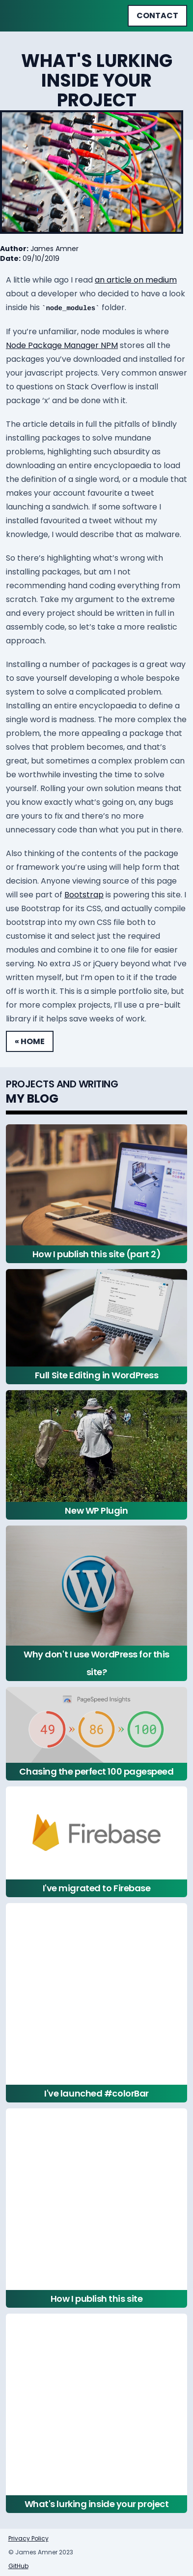 CONTACT
WHAT'S LURKING
INSIDE YOUR
PROJECT
Author: James Amner
Date: 09/10/2019
A little while ago I read an article on medium
about a developer who decided to have a look
inside his `node_modules` folder.
If you’re unfamiliar, node modules is where
Node Package Manager NPM stores all the
packages you’ve downloaded and installed for
your javascript projects. Very common answer
to questions on Stack Overflow is install
package ‘x’ and be done with it.
The article details in full the pitfalls of blindly
installing packages to solve mundane
problems, highlighting such absurdity as
downloading an entire encyclopaedia to load
the definition of a single word, or a module that
makes your account favourite a tweet
launching a sandwich. If some software I
installed favourited a tweet without my
knowledge, I would describe that as malware.
So there’s highlighting what’s wrong with
installing packages, but am I not
recommending hand coding everything from
scratch. Take my argument to the extreme
and every project should be written in full in
assembly code, so let’s take a more realistic
approach.
Installing a number of packages is a great way
to save yourself developing a whole bespoke
system to solve a complicated problem.
Installing an entire encyclopaedia to define a
single word is madness. The more complex the
problem, the more appealing a package that
solves that problem becomes, and that’s
great, but sometimes a complex problem can
be worthwhile investing the time to solve
yourself. Rolling your own solution means that
you know exactly what’s going on, any bugs
are yours to fix and there’s no more
unnecessary code than what you put in there.
Also thinking of the contents of the package
or framework you’re using will help form that
decision. Anyone viewing source of this page
will see part of Bootstrap is powering this site. I
use Bootstrap for its CSS, and actually compile
bootstrap into my own CSS file both to
customise it and select just the required
modules and combine it to one file for easier
serving. No extra JS or jQuery beyond what I’ve
written myself, but I’m open to it if the trade
off is worth it. This is a simple portfolio site, but
for more complex projects, I’ll use a pre-built
library if it helps save weeks of work.
« HOME
PROJECTS AND WRITING
MY BLOG
How I publish this site (part 2)
Full Site Editing in WordPress
New WP Plugin
Why don't I use WordPress for this
site?
PageSpeed Insights
49 » 86 » 100
Chasing the perfect 100 pagespeed
Firebase
I've migrated to Firebase
I've launched #colorBar
How I publish this site
What's lurking inside your project
Privacy Policy
© James Amner 2023
GitHub